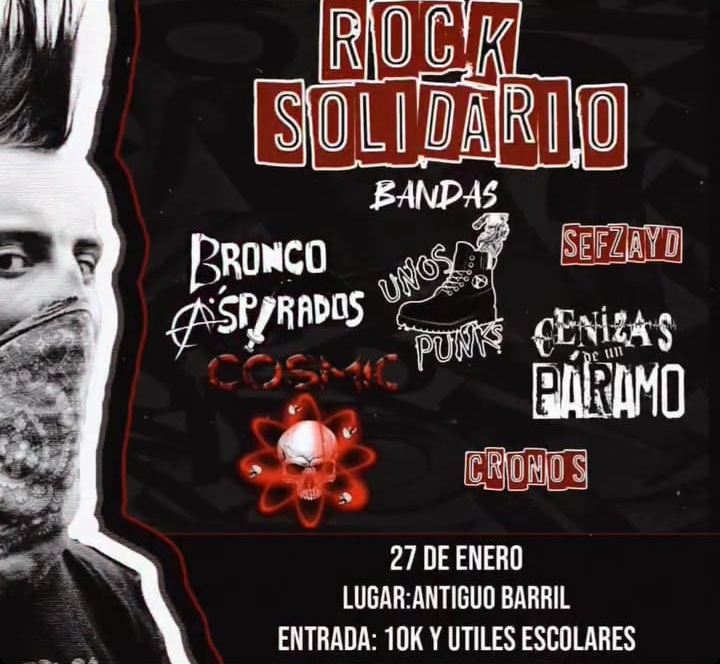 ROCK
SOLIDARIO
BANDAS
BRONCO
ASPIRADOS
UNOS
PUNKS
SEFZAYD
CENIZAS
DE UN
PÁRAMO
COSMIC
CRONOS
27 DE ENERO
LUGAR:ANTIGUO BARRIL
ENTRADA: 10K Y UTILES ESCOLARES